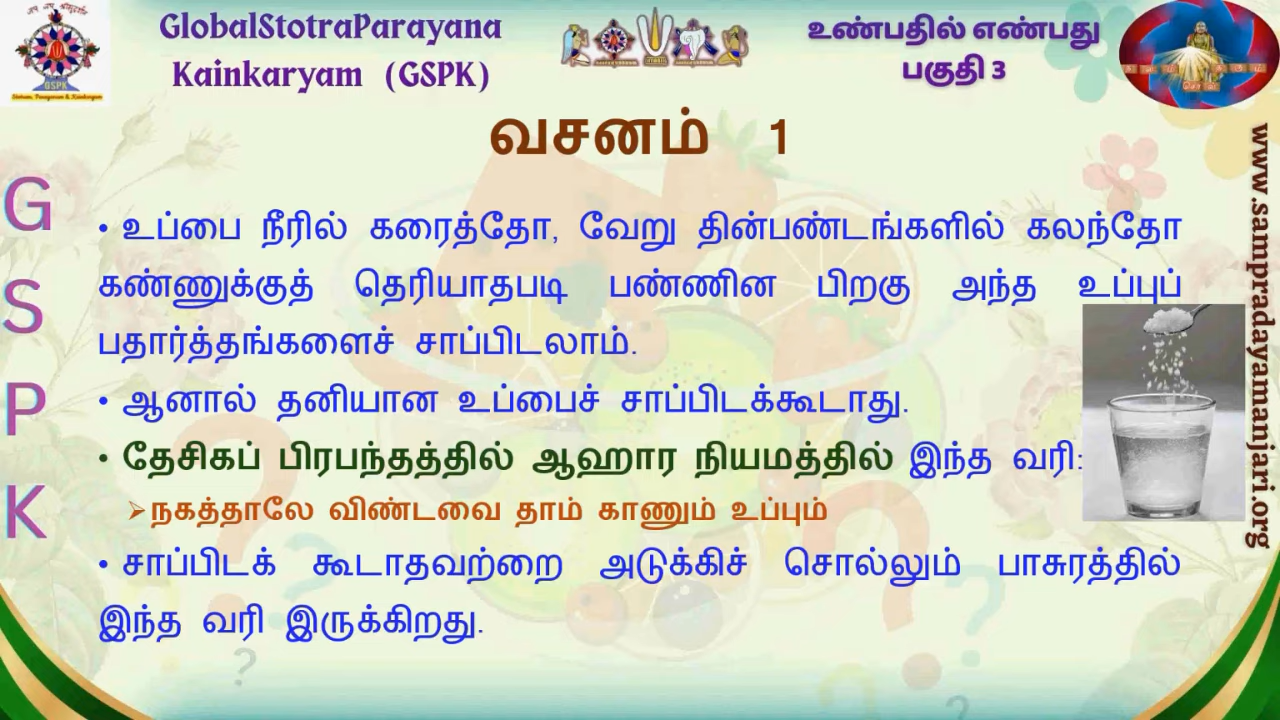 GlobalStotraParayana
Kainkaryam (GSPK)
உண்பதில் எண்பது
பகுதி 3
GSPK
வசனம் 1
• உப்பை நீரில் கரைத்தோ, வேறு தின்பண்டங்களில் கலந்தோ
கண்ணுக்குத் தெரியாதபடி பண்ணின பிறகு அந்த உப்புப்
பதார்த்தங்களைச் சாப்பிடலாம்.
• ஆனால் தனியான உப்பைச் சாப்பிடக்கூடாது.
• தேசிகப் பிரபந்தத்தில் ஆஹார நியமத்தில் இந்த வரி:
➢நகத்தாலே விண்டவை தாம் காணும் உப்பும்
• சாப்பிடக் கூடாதவற்றை அடுக்கிச் சொல்லும் பாசுரத்தில்
இந்த வரி இருக்கிறது.
G
S
P
K
www.sampradayamanjari.org